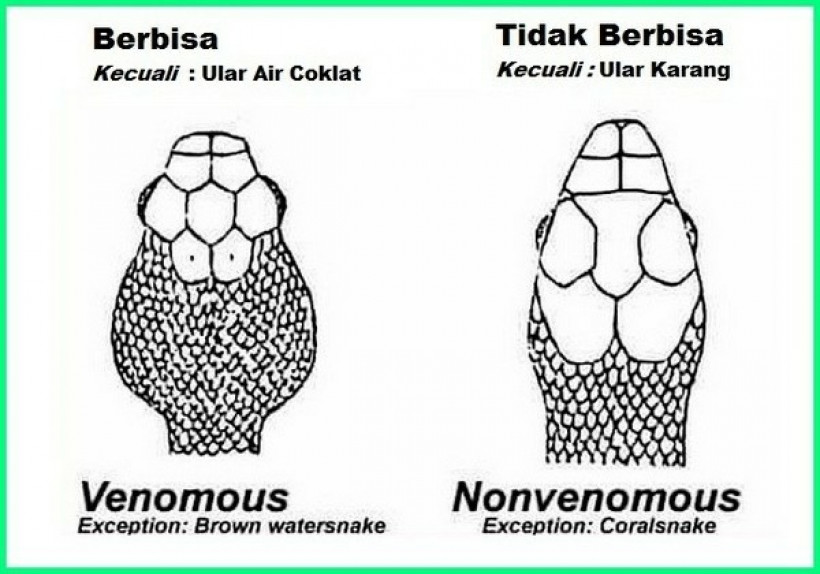 Berbisa
Kecuali : Ular Air Coklat
Tidak Berbisa
Kecuali : Ular Karang
Venomous
Exception: Brown watersnake
Nonvenomous
Exception: Coralsnake